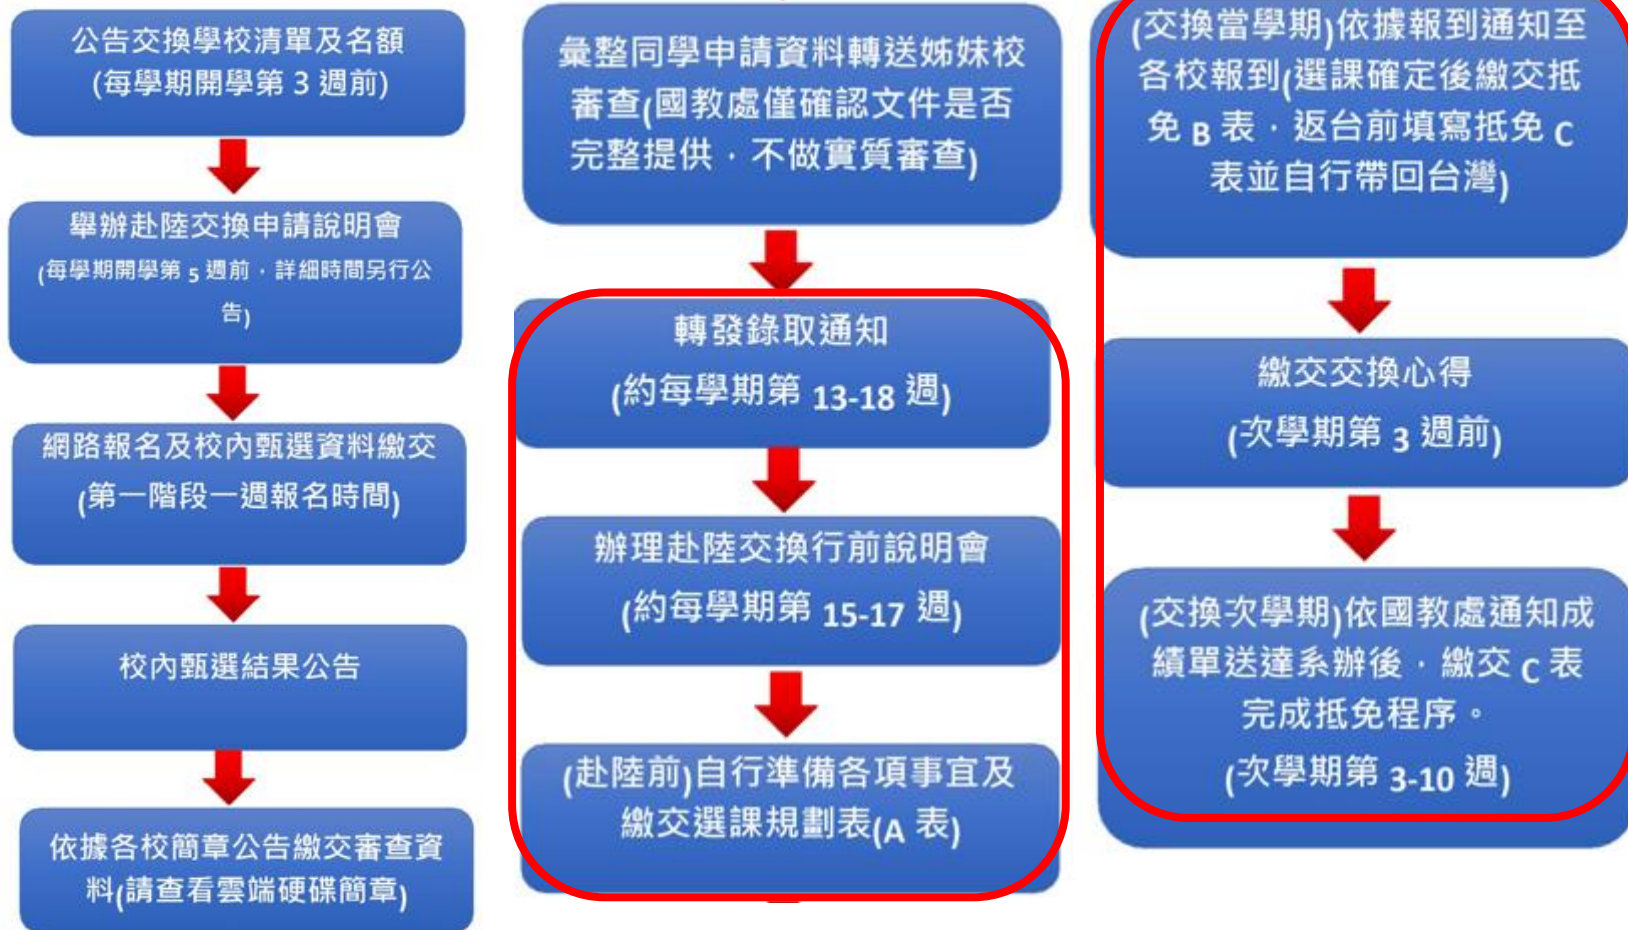 公告交換學校清單及名額
(每學期開學第 3 週前)
舉辦赴陸交換申請說明會
(每學期開學第 5 週前，詳細時間另行公
告)
網路報名及校內甄選資料繳交
(第一階段一週報名時間)
校內甄選結果公告
依據各校簡章公告繳交審查資
料(請查看雲端硬碟簡章)
彙整同學申請資料轉送姊妹校
審查(國教處僅確認文件是否
完整提供，不做實質審查)
轉發錄取通知
(約每學期第 13-18 週)
辦理赴陸交換行前說明會
(約每學期第 15-17 週)
(赴陸前)自行準備各項事宜及
繳交選課規劃表(A 表)
(交換當學期)依據報到通知至
各校報到(選課確定後繳交抵
免 B 表，返台前填寫抵免 C
表並自行帶回台灣)
繳交交換心得
(次學期第 3 週前)
(交換次學期)依國教處通知成
績單送達系辦後，繳交 C 表
完成抵免程序。
(次學期第 3-10 週)